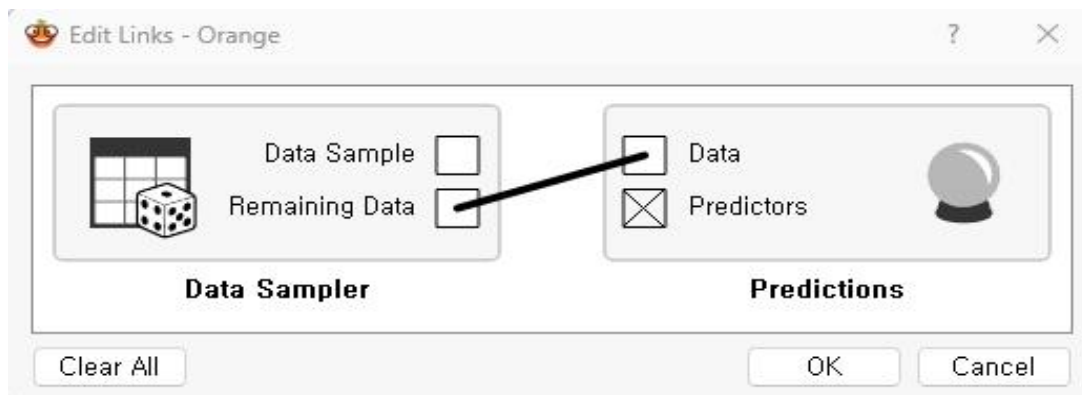 Edit Links - Orange
Data Sample
Data
Remaining Data
Predictors
Data Sampler
Predictions
Clear All
OK
Cancel